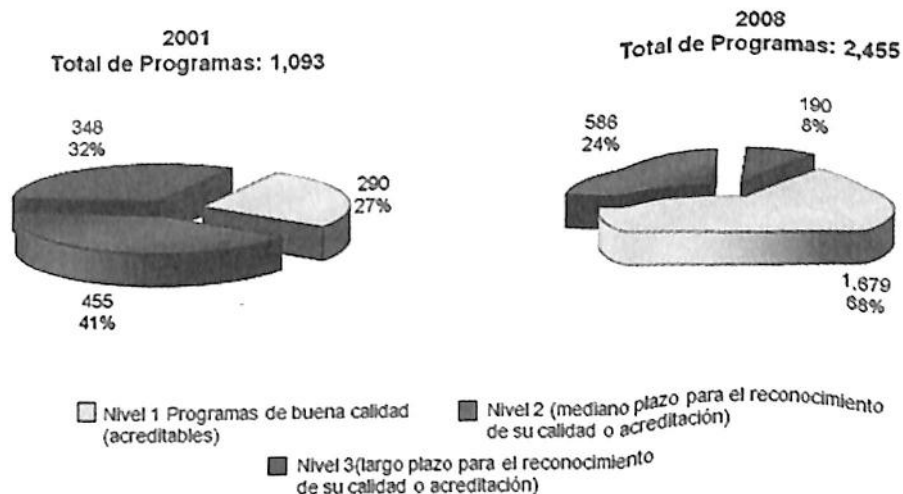 2001
Total de Programas: 1,093
348
32%
290
27%
455
41%
2008
Total de Programas: 2,455
586
24%
190
8%
1,679
68%
Nivel 1 Programas de buena calidad
(acreditables)
Nivel 2 (mediano plazo para el reconocimiento
de su calidad o acreditación)
Nivel 3(largo plazo para el reconocimiento
de su calidad o acreditación)